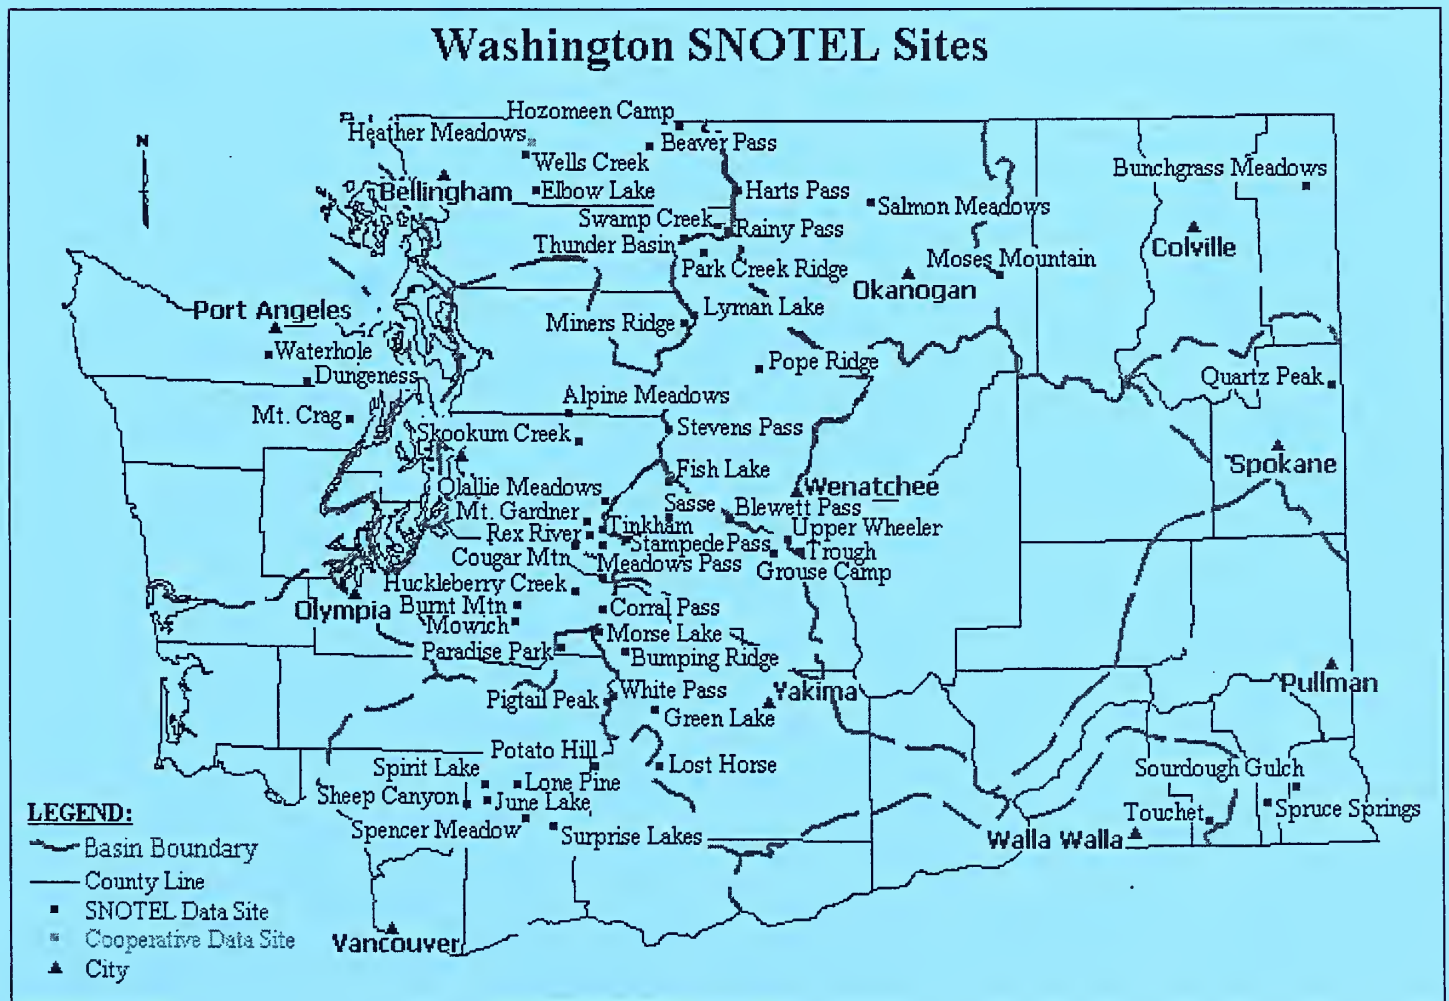 Washington SNOTEL Sites
N
Hozomeen Camp
Heather Meadows
Beaver Pass
Wells Creek
Bunchgrass Meadows
Bellingham
Elbow Lake
Harts Pass
Salmon Meadows
Swamp Creek
Rainy Pass
Thunder Basin
Colville
Moses Mountain
Park Creek Ridge
Okanogan
Port Angeles
Lyman Lake
Miners Ridge
Waterhole
Pope Ridge
Dungeness
Quartz Peak
Alpine Meadows
Mt. Crag
Skookum Creek
Stevens Pass
Spokane
Fish Lake
Olallie Meadows
Wenatchee
Sasse
Blewett Pass
Mt. Gardner
Tinkham
Upper Wheeler
Rex River
Stampede Pass
Trough
Cougar Mtn
Meadows Pass
Grouse Camp
Huckleberry Creek
Olympia
Burnt Mtn
Corral Pass
Mowich
Morse Lake
Paradise Park
Bumping Ridge
Pullman
White Pass
Yakima
Pigtail Peak
Green Lake
Potato Hill
Lost Horse
Spirit Lake
Lone Pine
Sourdough Gulch
Sheep Canyon
June Lake
Touchet
Spruce Springs
Spencer Meadow
Surprise Lakes
Walla Walla
Vancouver
LEGEND:
Basin Boundary
County Line
SNOTEL Data Site
Cooperative Data Site
City